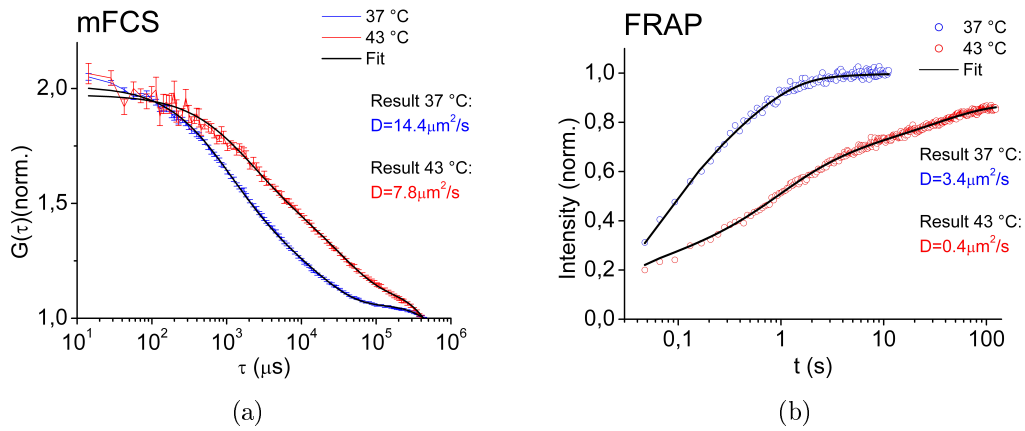 mFCS
37 °C
43 °C
Fit
2,0
1,5
1,0
G(τ)(norm.)
Result 37 °C:
D=14.4μm²/s
Result 43 °C:
D=7.8μm²/s
10¹ 10² 10³ 10⁴ 10⁵ 10⁶
τ (μs)
(a)
FRAP
37 °C
43 °C
Fit
1,0
0,8
0,6
0,4
0,2
0,0
Intensity (norm.)
Result 37 °C:
D=3.4μm²/s
Result 43 °C:
D=0.4μm²/s
0,1 1 10 100
t (s)
(b)